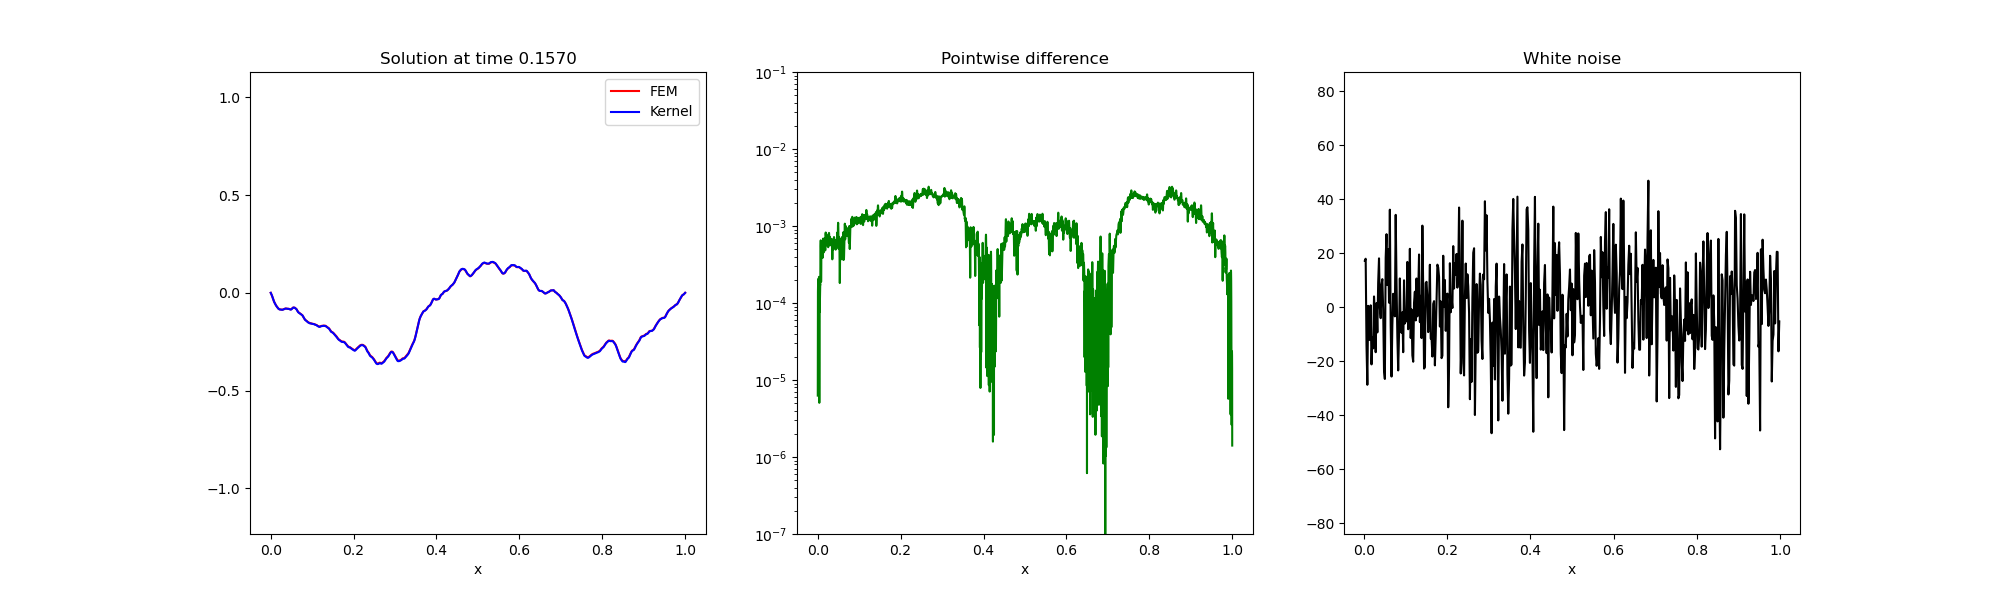 Solution at time 0.1570
FEM
Kernel
1.0
0.5
0.0
−0.5
−1.0
0.0 0.2 0.4 0.6 0.8 1.0
x
Pointwise difference
10⁻¹
10⁻²
10⁻³
10⁻⁴
10⁻⁵
10⁻⁶
10⁻⁷
0.0 0.2 0.4 0.6 0.8 1.0
x
White noise
80
60
40
20
0
−20
−40
−60
−80
0.0 0.2 0.4 0.6 0.8 1.0
x